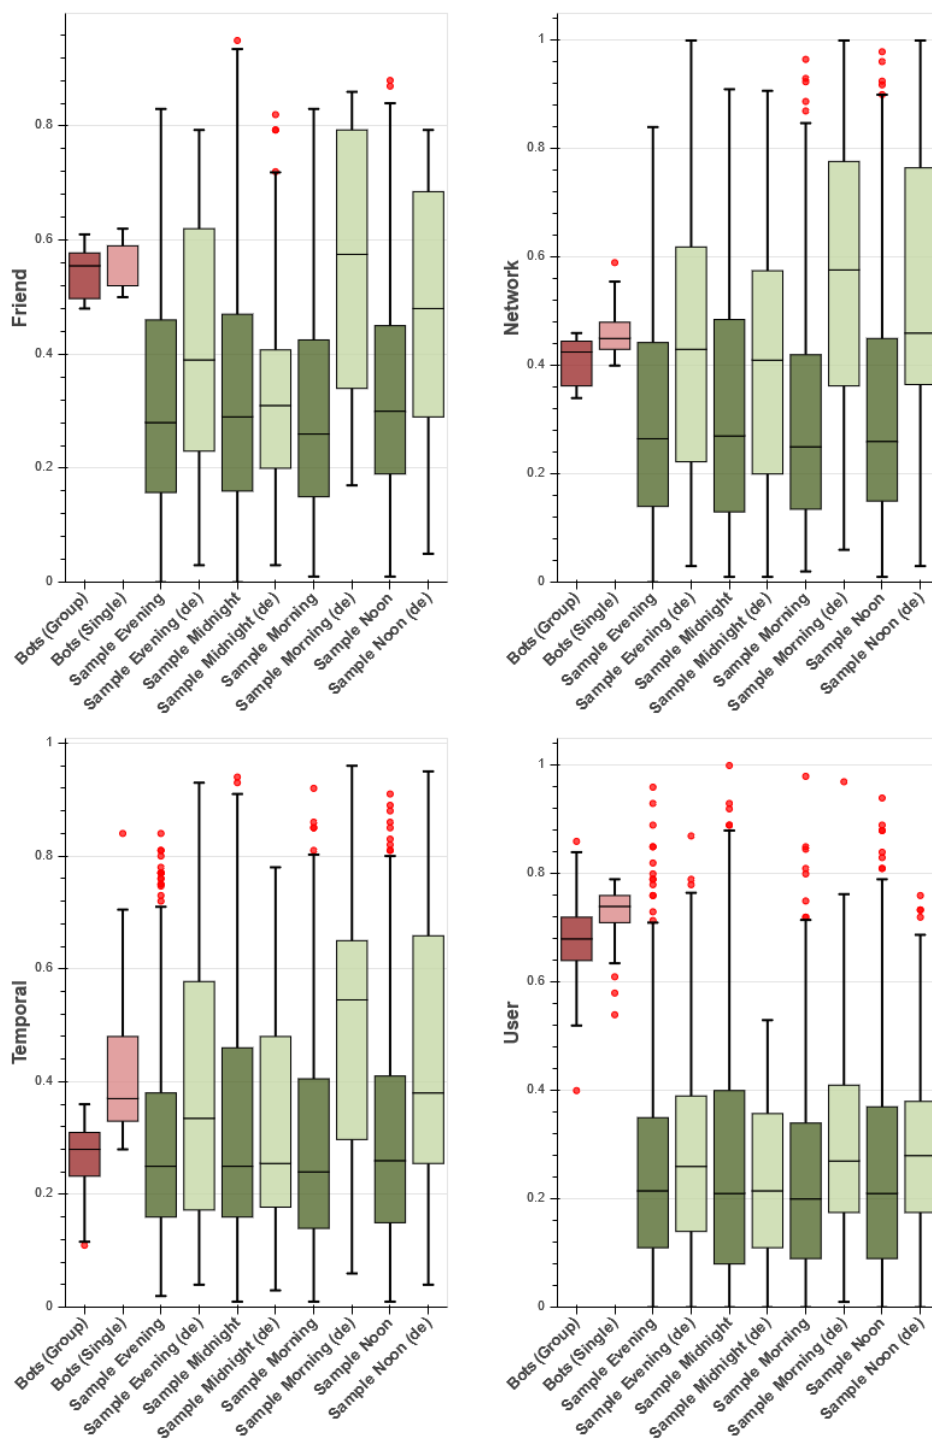 Friend
0.8
0.6
0.4
0.2
0
Bots (Group)
Bots (Single)
Sample Evening
Sample Evening (de)
Sample Midnight
Sample Midnight (de)
Sample Morning
Sample Morning (de)
Sample Noon
Sample Noon (de)
Network
1
0.8
0.6
0.4
0.2
0
Bots (Group)
Bots (Single)
Sample Evening
Sample Evening (de)
Sample Midnight
Sample Midnight (de)
Sample Morning
Sample Morning (de)
Sample Noon
Sample Noon (de)
Temporal
1
0.8
0.6
0.4
0.2
0
Bots (Group)
Bots (Single)
Sample Evening
Sample Evening (de)
Sample Midnight
Sample Midnight (de)
Sample Morning
Sample Morning (de)
Sample Noon
Sample Noon (de)
User
1
0.8
0.6
0.4
0.2
0
Bots (Group)
Bots (Single)
Sample Evening
Sample Evening (de)
Sample Midnight
Sample Midnight (de)
Sample Morning
Sample Morning (de)
Sample Noon
Sample Noon (de)